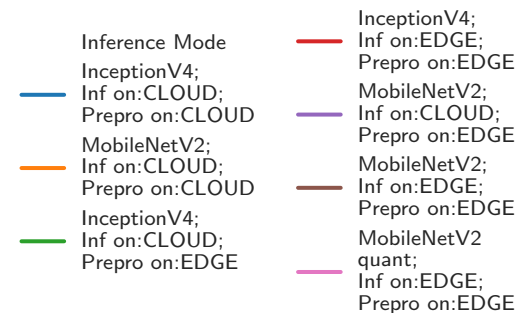 Inference Mode
InceptionV4;
Inf on:CLOUD;
Prepro on:CLOUD
MobileNetV2;
Inf on:CLOUD;
Prepro on:CLOUD
InceptionV4;
Inf on:CLOUD;
Prepro on:EDGE
InceptionV4;
Inf on:EDGE;
Prepro on:EDGE
MobileNetV2;
Inf on:CLOUD;
Prepro on:EDGE
MobileNetV2;
Inf on:EDGE;
Prepro on:EDGE
MobileNetV2
quant;
Inf on:EDGE;
Prepro on:EDGE